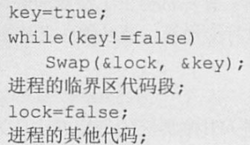 key=true;
while(key!=false)
Swap(&lock, &key);
进程的临界区代码段;
lock=false;
进程的其他代码;